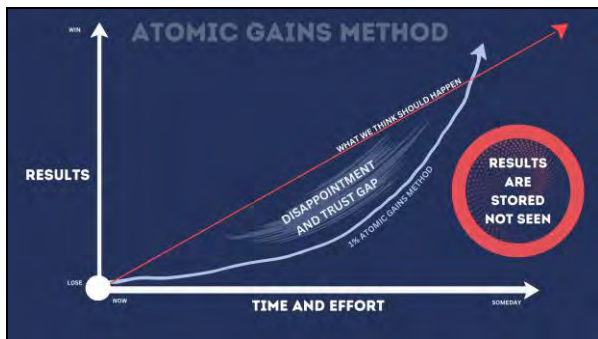 ATOMIC GAINS METHOD
WIN
WHAT WE THINK SHOULD HAPPEN
DISAPPOINTMENT
AND TRUST GAP
1% ATOMIC GAINS METHOD
RESULTS
RESULTS
ARE
STORED
NOT SEEN
LOSE
NOW
TIME AND EFFORT
SOMEDAY